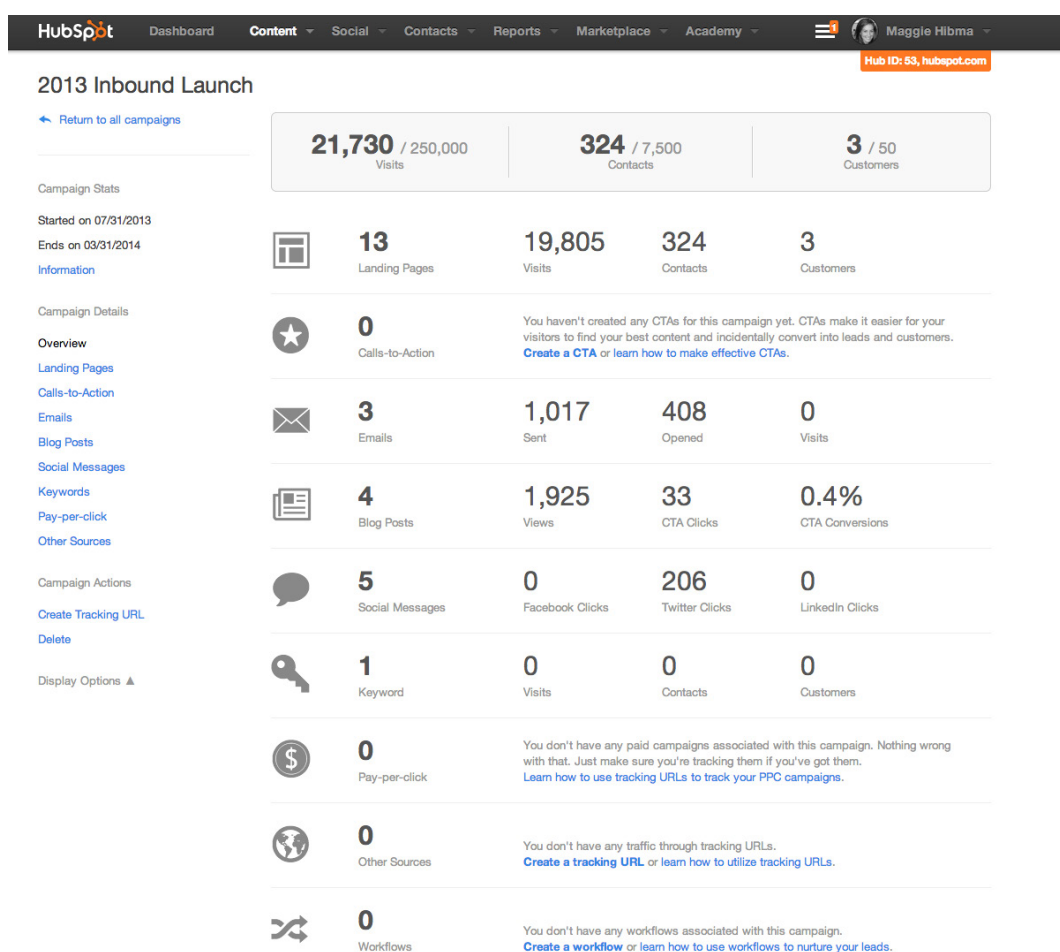 HubSpot Dashboard Content Social Contacts Reports Marketplace Academy 1 Maggie Hibma
Hub ID: 53, hubspot.com
2013 Inbound Launch
Return to all campaigns
21,730 / 250,000
Visits
324 / 7,500
Contacts
3 / 50
Customers
Campaign Stats
Started on 07/31/2013
Ends on 03/31/2014
Information
Campaign Details
Overview
Landing Pages
Calls-to-Action
Emails
Blog Posts
Social Messages
Keywords
Pay-per-click
Other Sources
Campaign Actions
Create Tracking URL
Delete
Display Options ▲
13
Landing Pages
19,805
Visits
324
Contacts
3
Customers
0
Calls-to-Action
You haven't created any CTAs for this campaign yet. CTAs make it easier for your
visitors to find your best content and incidentally convert into leads and customers.
Create a CTA or learn how to make effective CTAs.
3
Emails
1,017
Sent
408
Opened
0
Visits
4
Blog Posts
1,925
Views
33
CTA Clicks
0.4%
CTA Conversions
5
Social Messages
0
Facebook Clicks
206
Twitter Clicks
0
LinkedIn Clicks
1
Keyword
0
Visits
0
Contacts
0
Customers
0
Pay-per-click
You don't have any paid campaigns associated with this campaign. Nothing wrong
with that. Just make sure you're tracking them if you've got them.
Learn how to use tracking URLs to track your PPC campaigns.
0
Other Sources
You don't have any traffic through tracking URLs.
Create a tracking URL or learn how to utilize tracking URLs.
0
Workflows
You don't have any workflows associated with this campaign.
Create a workflow or learn how to use workflows to nurture your leads.